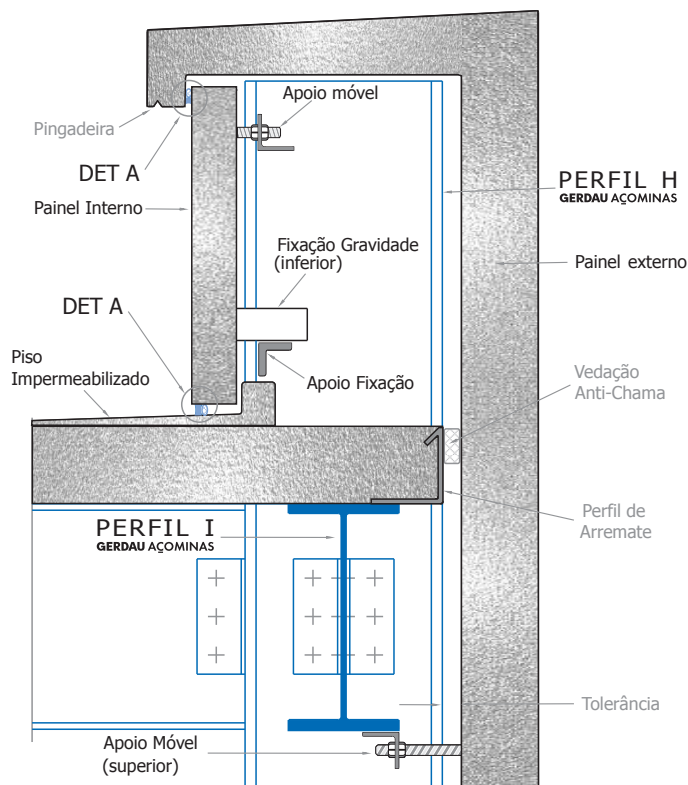 Apoio móvel
Pingadeira
DET A
PERFIL H
GERDAU AÇOMINAS
Painel Interno
Fixação Gravidade
(inferior)
Painel externo
DET A
Piso
Impermeabilizado
Apoio Fixação
Vedação
Anti-Chama
PERFIL I
GERDAU AÇOMINAS
Perfil de
Arremate
Tolerância
Apoio Móvel
(superior)